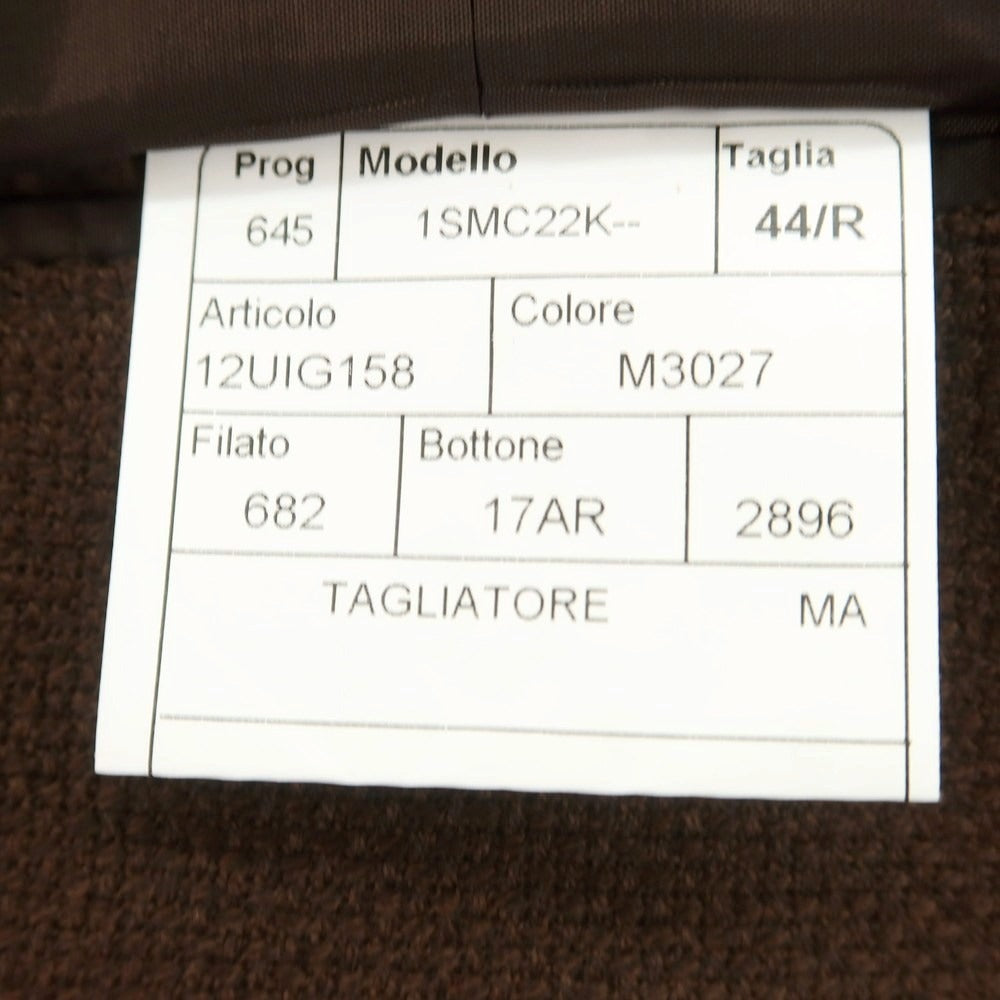 Prog Modello Taglia
645 1SMC22K-- 44/R
Articolo Colore
12UIG158 M3027
Filato Bottone
682 17AR 2896
TAGLIATORE MA